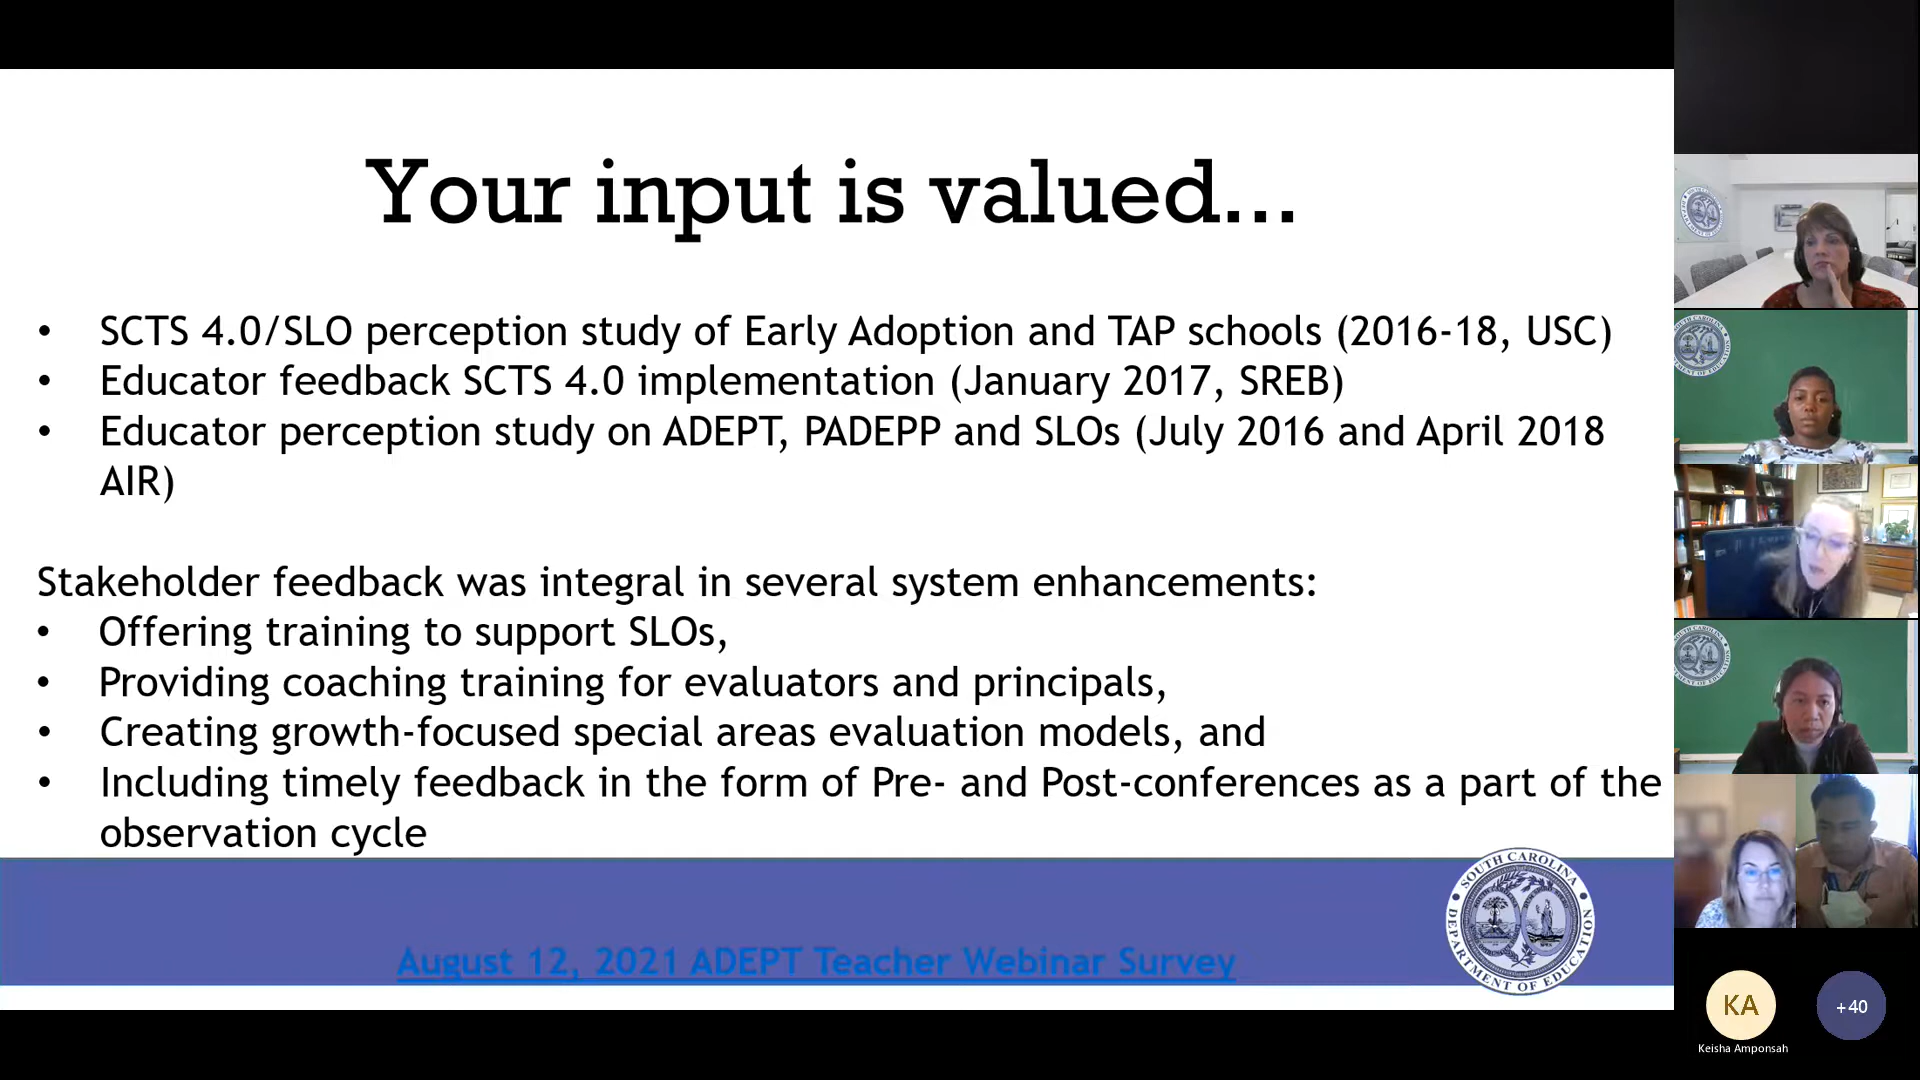 Your input is valued...
• SCTS 4.0/SLO perception study of Early Adoption and TAP schools (2016-18, USC)
• Educator feedback SCTS 4.0 implementation (January 2017, SREB)
• Educator perception study on ADEPT, PADEPP and SLOs (July 2016 and April 2018
AIR)
Stakeholder feedback was integral in several system enhancements:
• Offering training to support SLOs,
• Providing coaching training for evaluators and principals,
• Creating growth-focused special areas evaluation models, and
• Including timely feedback in the form of Pre- and Post-conferences as a part of the
observation cycle
August 12, 2021 ADEPT Teacher Webinar Survey
SOUTH CAROLINA
DEPARTMENT OF EDUCATION
KA
+40
Keisha Amponsah